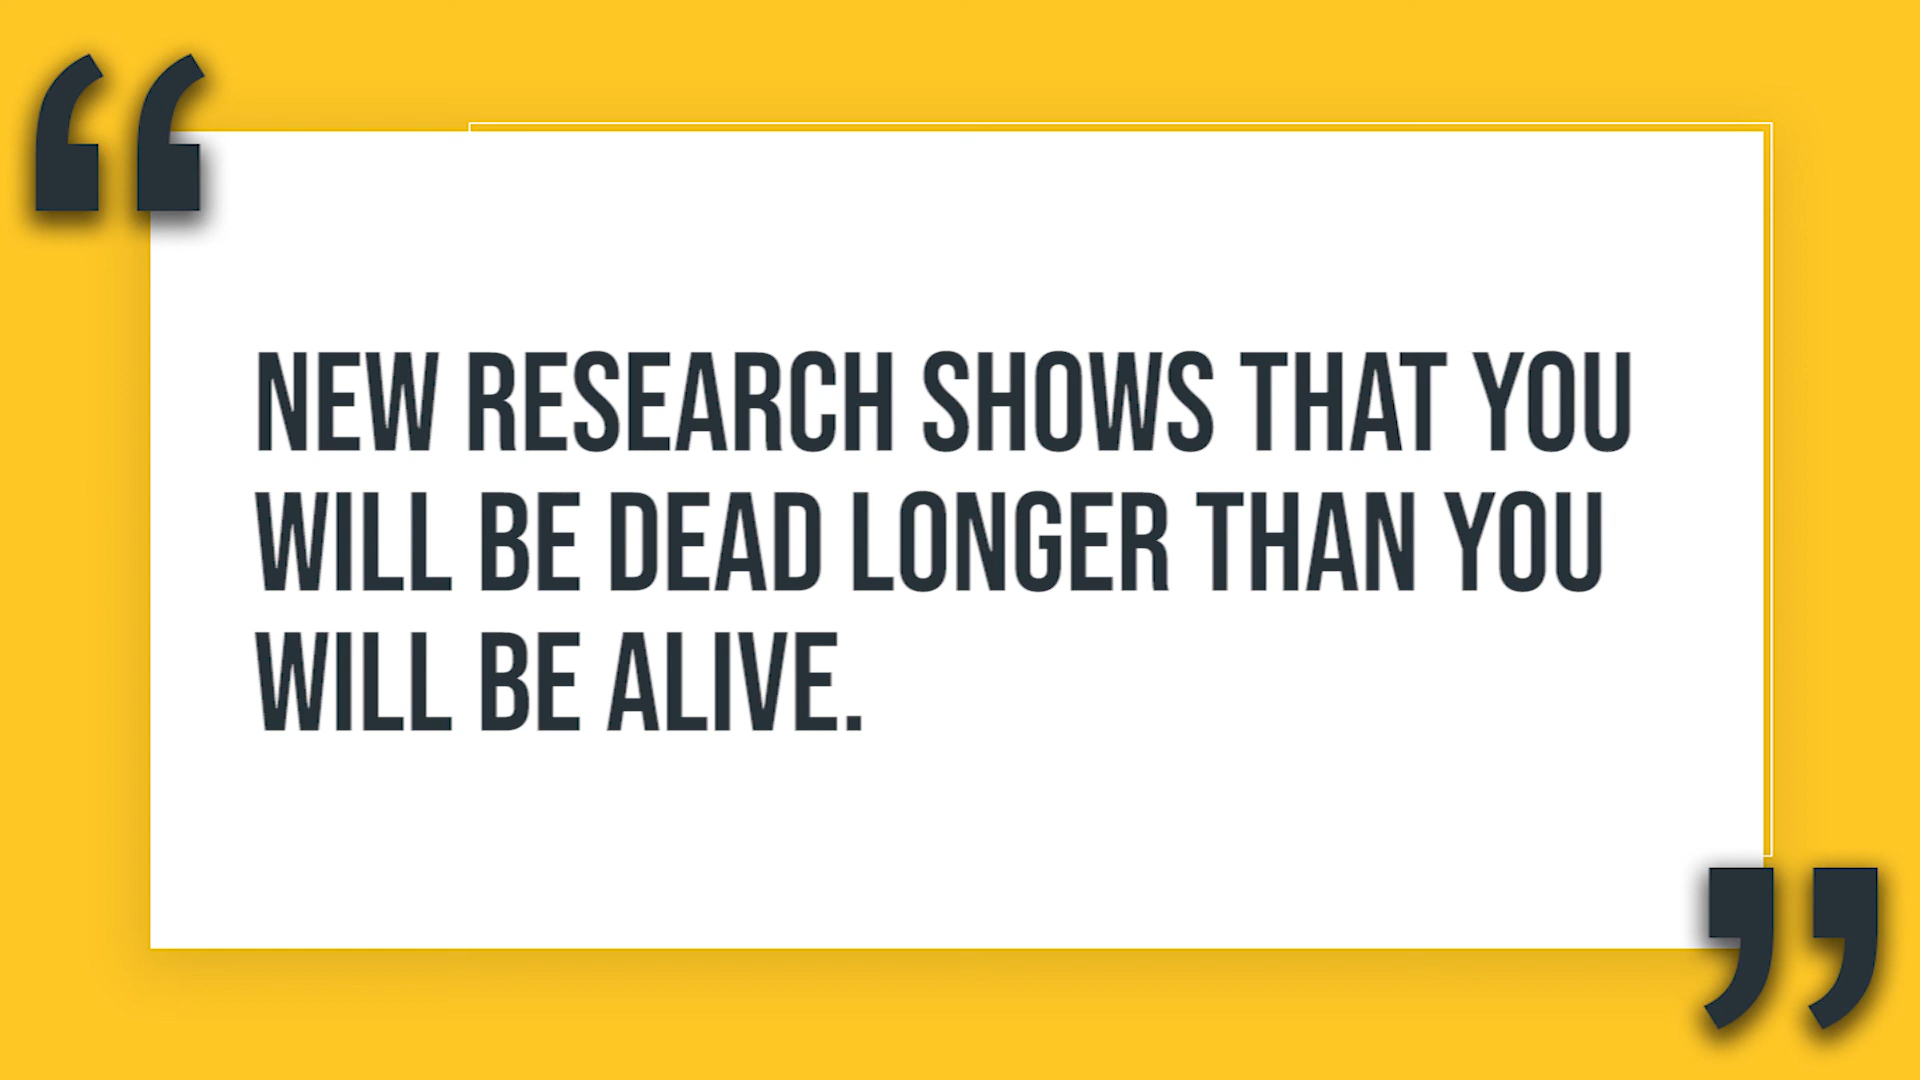 “
NEW RESEARCH SHOWS THAT YOU
WILL BE DEAD LONGER THAN YOU
WILL BE ALIVE.
”